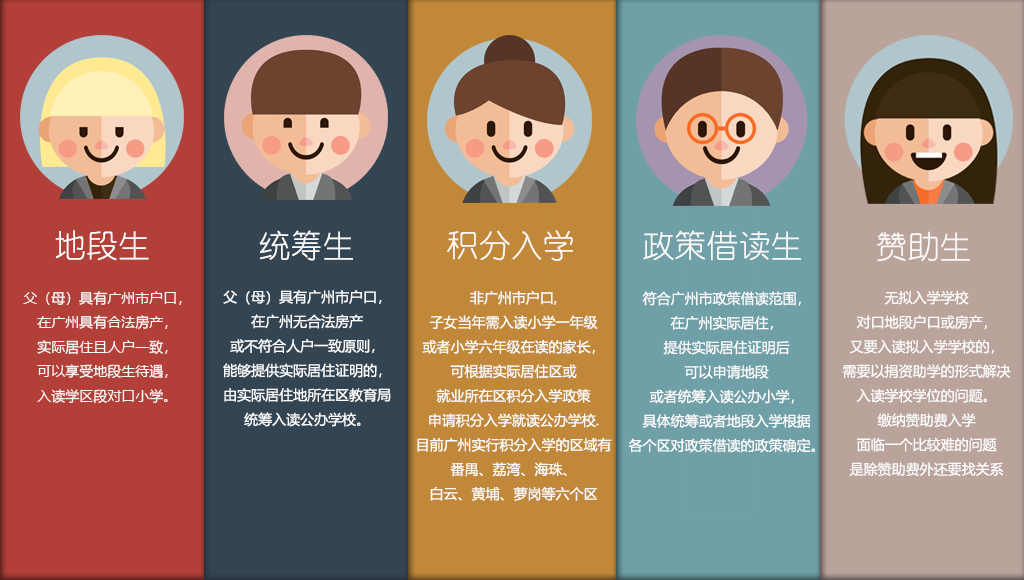 地段生
父（母）具有广州市户口，
在广州具有合法房产，
实际居住且人户一致，
可以享受地段生待遇，
入读学区段对口小学。
统筹生
父（母）具有广州市户口，
在广州无合法房产
或不符合人户一致原则，
能够提供实际居住证明的，
由实际居住地所在区教育局
统筹入读公办学校。
积分入学
非广州市户口，
子女当年需入读小学一年级
或者小学六年级在读的家长，
可根据实际居住区或
就业所在区积分入学政策
申请积分入学就读公办学校.
目前广州实行积分入学的区域有
番禺、荔湾、海珠、
白云、黄埔、萝岗等六个区
政策借读生
符合广州市政策借读范围，
在广州实际居住，
提供实际居住证明后
可以申请地段
或者统筹入读公办小学，
具体统筹或者地段入学根据
各个区对政策借读的政策确定。
赞助生
无拟入学学校
对口地段户口或房产，
又要入读拟入学学校的，
需要以捐资助学的形式解决
入读学校学位的问题。
缴纳赞助费入学
面临一个比较难的问题
是除赞助费外还要找关系